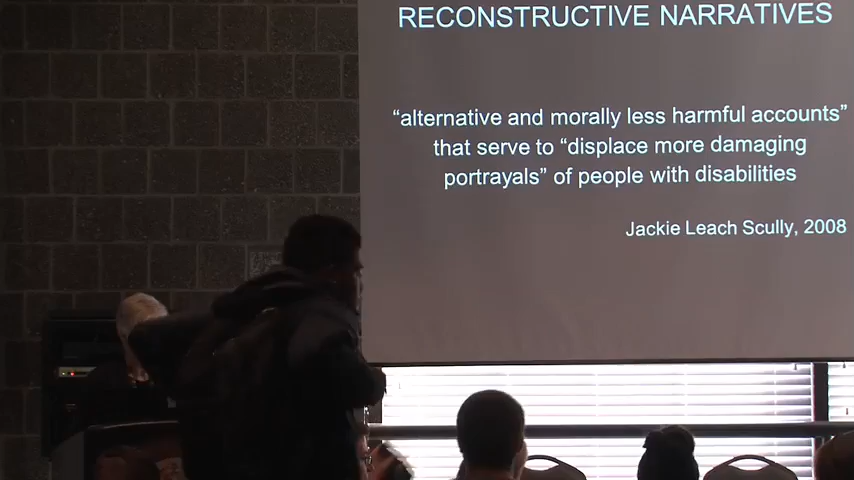 RECONSTRUCTIVE NARRATIVES
“alternative and morally less harmful accounts”
that serve to “displace more damaging
portrayals” of people with disabilities
Jackie Leach Scully, 2008